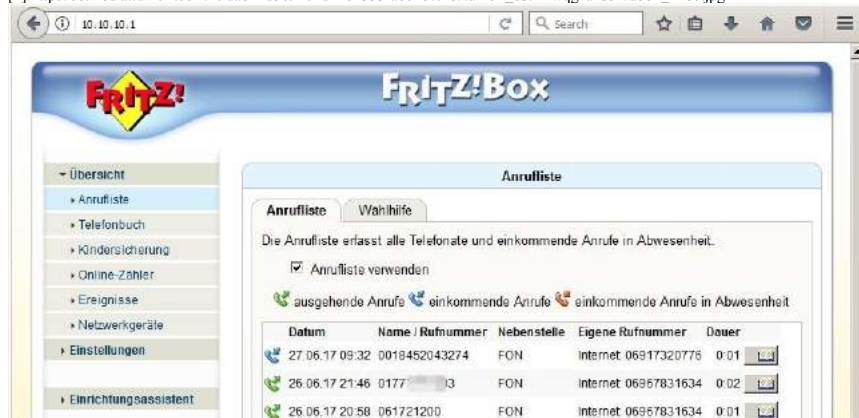 10.10.10.1
Search
FRITZ!
FRITZ!Box
Übersicht
Anrufliste
Telefonbuch
Kindersicherung
Online-Zähler
Ereignisse
Netzwerkgeräte
Einstellungen
Einrichtungsassistent
Anrufliste
Anrufliste Wahlhilfe
Die Anrufliste erfasst alle Telefonate und einkommende Anrufe in Abwesenheit.
Anrufliste verwenden
ausgehende Anrufe einkommende Anrufe einkommende Anrufe in Abwesenheit
Datum Name / Rufnummer Nebenstelle Eigene Rufnummer Dauer
27.06.17 09:32 0018452043274 FON Internet: 06917320776 0:01
26.06.17 21:46 0177 3 FON Internet: 06967831634 0:02
26.06.17 20:58 061721200 FON Internet: 06967831634 0:01